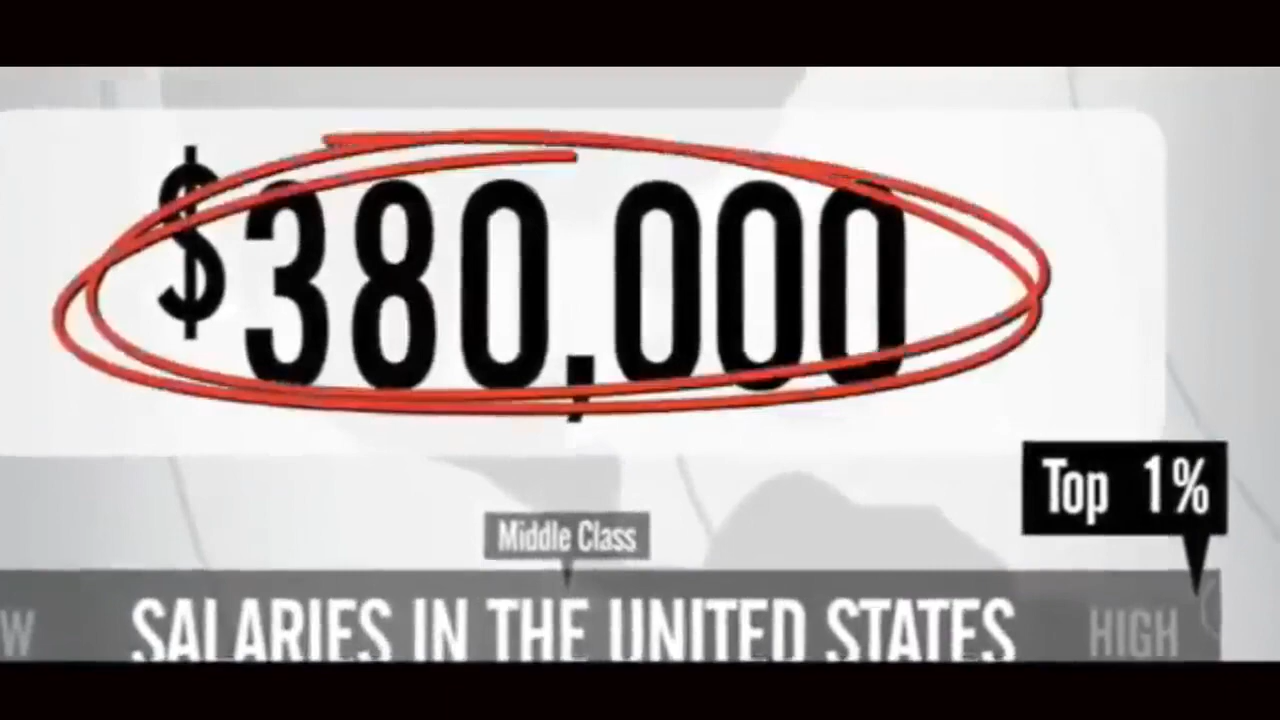 $380,000
Top 1%
Middle Class
SALARIES IN THE UNITED STATES
HIGH